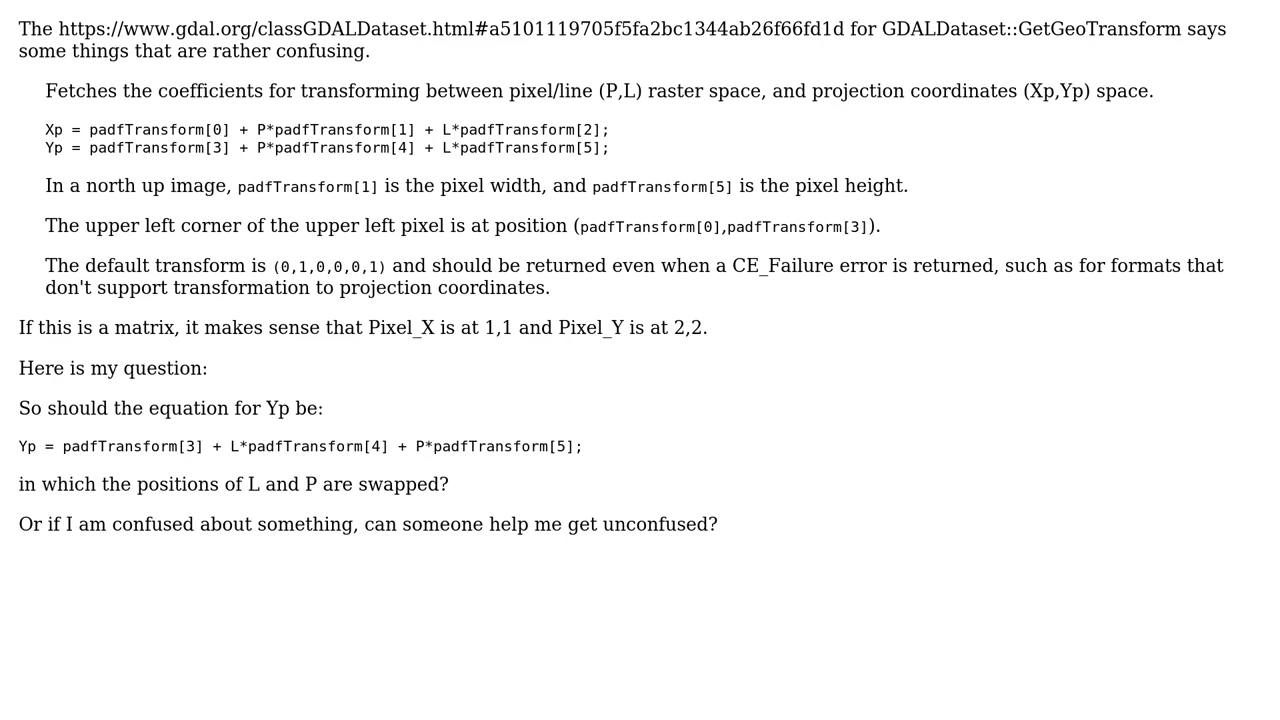 The https://www.gdal.org/classGDALDataset.html#a5101119705f5fa2bc1344ab26f66fd1d for GDALDataset::GetGeoTransform says
some things that are rather confusing.
Fetches the coefficients for transforming between pixel/line (P,L) raster space, and projection coordinates (Xp,Yp) space.
Xp = padfTransform[0] + P*padfTransform[1] + L*padfTransform[2];
Yp = padfTransform[3] + P*padfTransform[4] + L*padfTransform[5];
In a north up image, padfTransform[1] is the pixel width, and padfTransform[5] is the pixel height.
The upper left corner of the upper left pixel is at position (padfTransform[0],padfTransform[3]).
The default transform is (0,1,0,0,0,1) and should be returned even when a CE_Failure error is returned, such as for formats that
don't support transformation to projection coordinates.
If this is a matrix, it makes sense that Pixel_X is at 1,1 and Pixel_Y is at 2,2.
Here is my question:
So should the equation for Yp be:
Yp = padfTransform[3] + L*padfTransform[4] + P*padfTransform[5];
in which the positions of L and P are swapped?
Or if I am confused about something, can someone help me get unconfused?